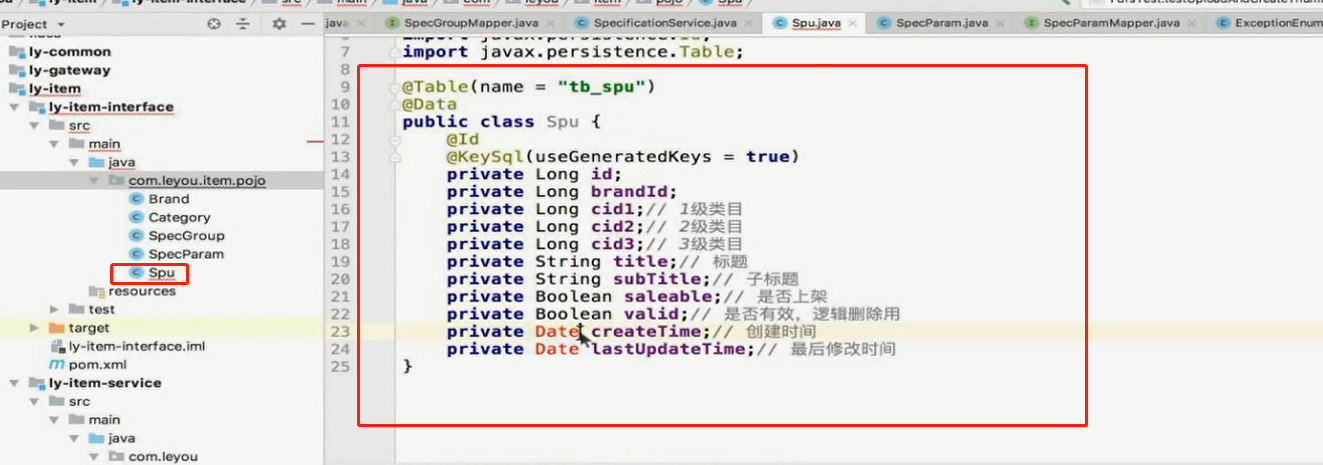 Project
java
SpecGroupMapper.java
SpecificationService.java
Spu.java
SpecParam.java
SpecParamMapper.java
ly-common
ly-gateway
ly-item
ly-item-interface
src
main
java
com.leyou.item.pojo
Brand
Category
SpecGroup
SpecParam
Spu
resources
test
target
ly-item-interface.iml
pom.xml
ly-item-service
src
main
java
com.leyou
7 import javax.persistence.Table;
8
9 @Table(name = "tb_spu")
10 @Data
11 public class Spu {
12 @Id
13 @KeySql(useGeneratedKeys = true)
14 private Long id;
15 private Long brandId;
16 private Long cid1;// 1级类目
17 private Long cid2;// 2级类目
18 private Long cid3;// 3级类目
19 private String title;// 标题
20 private String subTitle;// 子标题
21 private Boolean saleable;// 是否上架
22 private Boolean valid;// 是否有效，逻辑删除用
23 private Date createTime;// 创建时间
24 private Date lastUpdateTime;// 最后修改时间
25 }